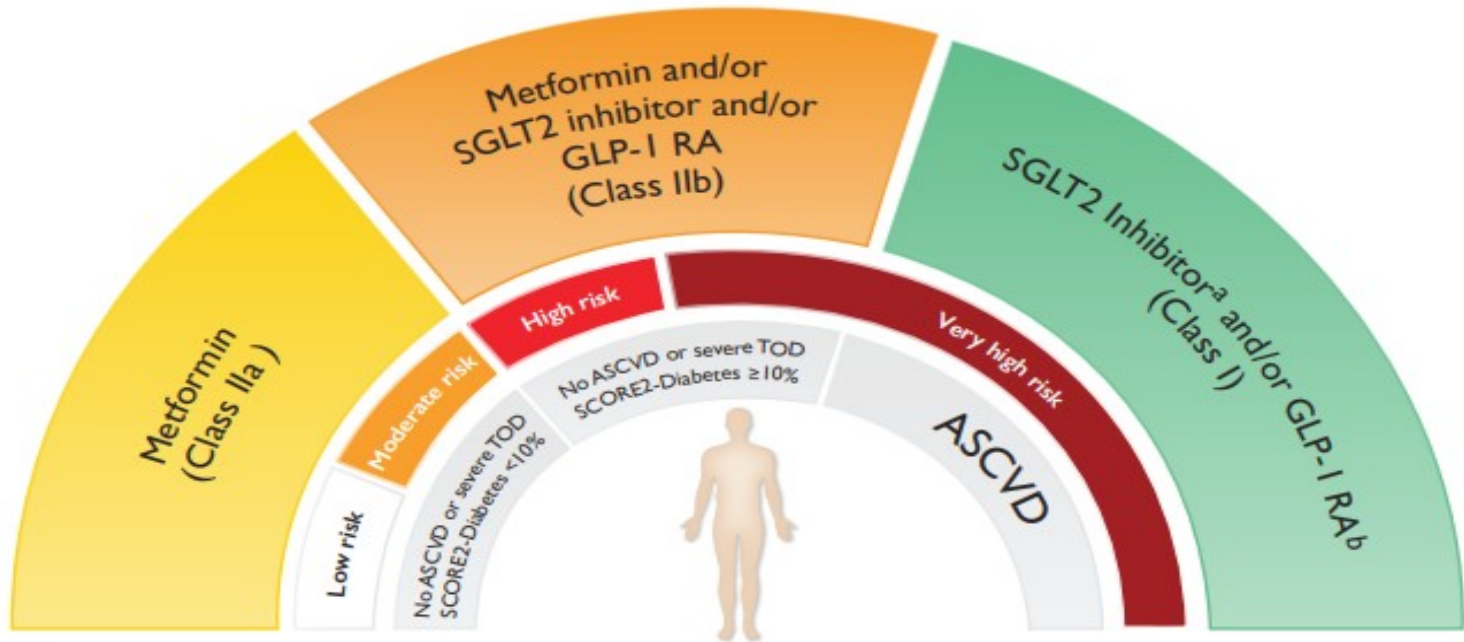 Metformin
(Class IIa )
Metformin and/or
SGLT2 inhibitor and/or
GLP-1 RA
(Class IIb)
SGLT2 Inhibitorᵃ and/or GLP-1 RAᵇ
(Class I)
Low risk
Moderate risk
High risk
Very high risk
No ASCVD or severe TOD
SCORE2-Diabetes <10%
No ASCVD or severe TOD
SCORE2-Diabetes ≥10%
ASCVD